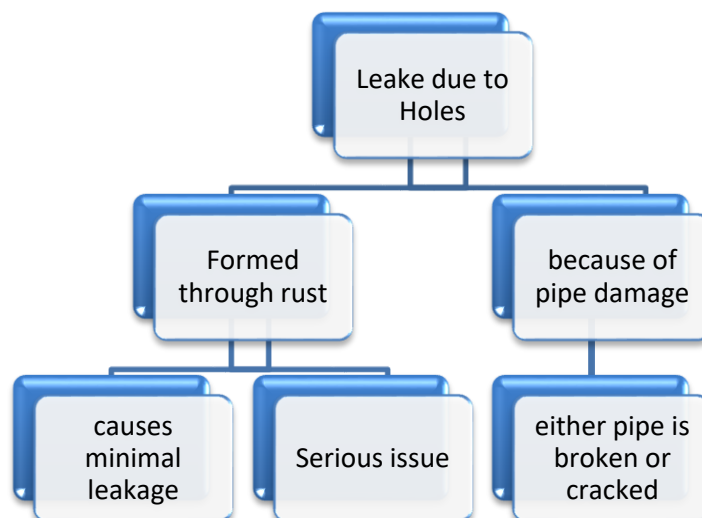 Leake due to
Holes
Formed
through rust
because of
pipe damage
causes
minimal
leakage
Serious issue
either pipe is
broken or
cracked